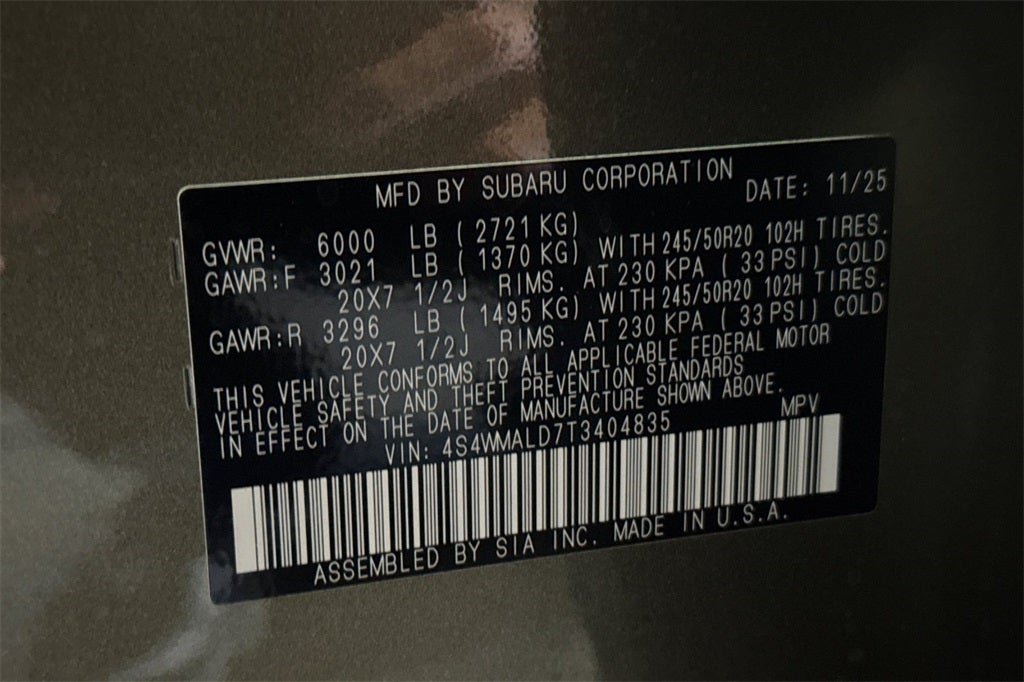 MFD BY SUBARU CORPORATION DATE: 11/25
GVWR: 6000 LB ( 2721 KG)
GAWR:F 3021 LB ( 1370 KG) WITH 245/50R20 102H TIRES.
20X7 1/2J RIMS. AT 230 KPA ( 33 PSI) COLD
GAWR:R 3296 LB ( 1495 KG) WITH 245/50R20 102H TIRES.
20X7 1/2J RIMS. AT 230 KPA ( 33 PSI) COLD
THIS VEHICLE CONFORMS TO ALL APPLICABLE FEDERAL MOTOR
VEHICLE SAFETY AND THEFT PREVENTION STANDARDS
IN EFFECT ON THE DATE OF MANUFACTURE SHOWN ABOVE.
VIN: 4S4WMALD7T3404835 MPV
ASSEMBLED BY SIA INC. MADE IN U.S.A.